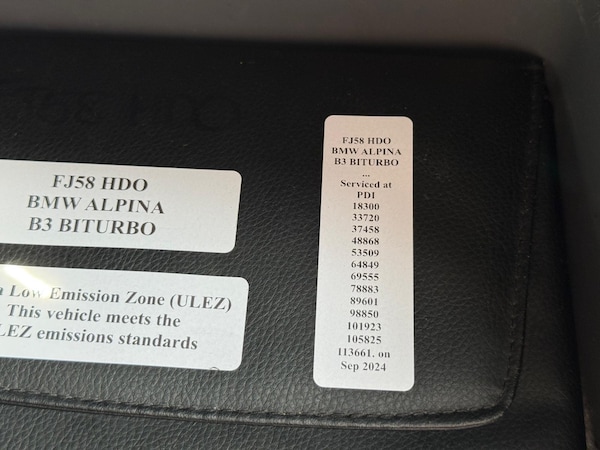 FJ58 HDO
BMW ALPINA
B3 BITURBO
Low Emission Zone (ULEZ)
This vehicle meets the
LEZ emissions standards
FJ58 HDO
BMW ALPINA
B3 BITURBO
...
Serviced at
PDI
18300
33720
37458
48868
53509
64849
69555
78883
89601
98850
101923
105825
113661, on
Sep 2024